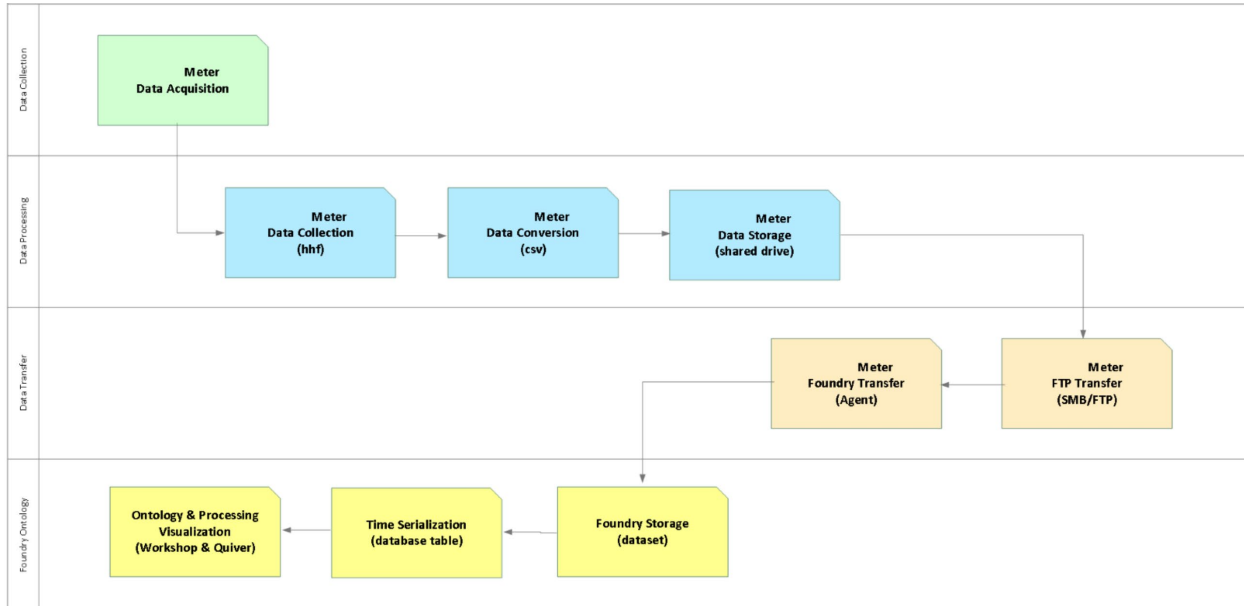 Data Collection
Meter
Data Acquisition
Data Processing
Meter
Data Collection
(hhf)
Meter
Data Conversion
(csv)
Meter
Data Storage
(shared drive)
Data Transfer
Meter
Foundry Transfer
(Agent)
Meter
FTP Transfer
(SMB/FTP)
Foundry Ontology
Ontology & Processing
Visualization
(Workshop & Quiver)
Time Serialization
(database table)
Foundry Storage
(dataset)